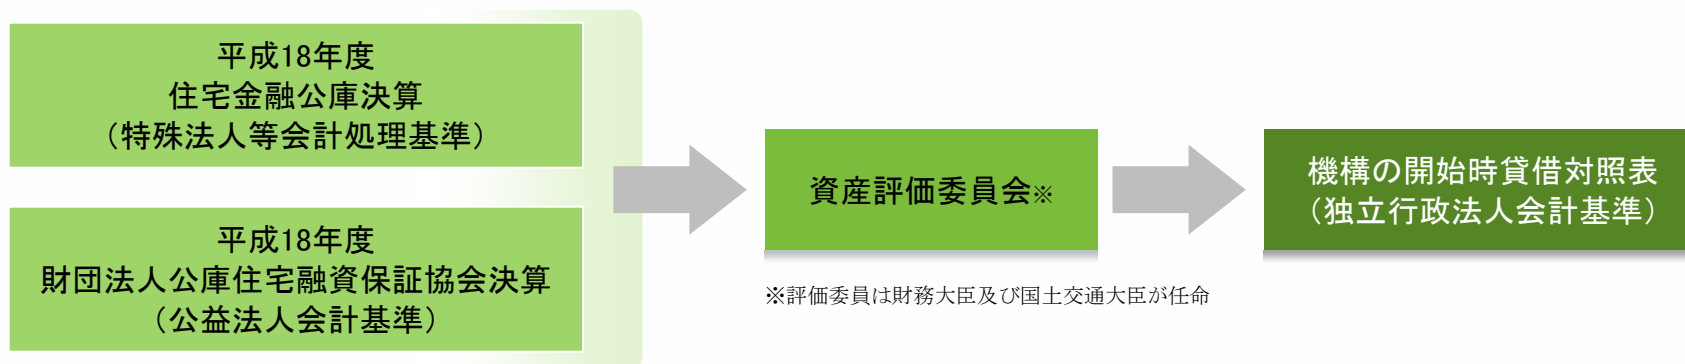 平成18年度
住宅金融公庫決算
（特殊法人等会計処理基準）
平成18年度
財団法人公庫住宅融資保証協会決算
（公益法人会計基準）
資産評価委員会※
※評価委員は財務大臣及び国土交通大臣が任命
機構の開始時貸借対照表
（独立行政法人会計基準）